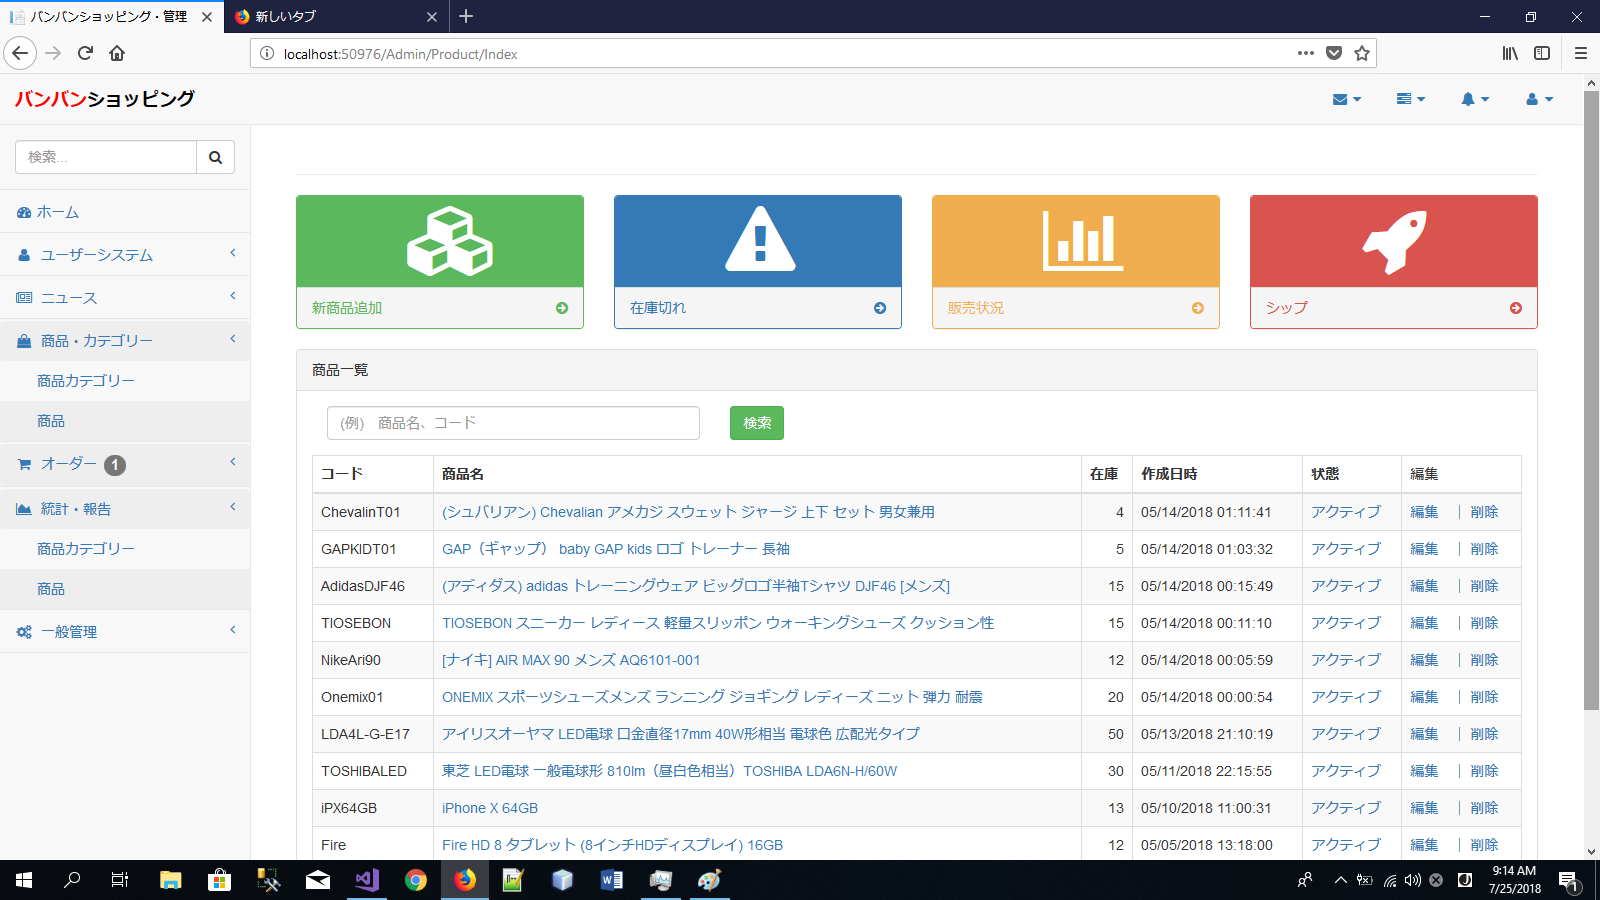 バンバンショッピング・管理
新しいタブ
localhost:50976/Admin/Product/Index
バンバンショッピング
検索...
ホーム
ユーザーシステム
ニュース
商品・カテゴリー
商品カテゴリー
商品
オーダー 1
統計・報告
商品カテゴリー
商品
一般管理
新商品追加
在庫切れ
販売状況
シップ
商品一覧
(例) 商品名、コード
検索
コード 商品名 在庫 作成日時 状態 編集
ChevalinT01 (シュバリアン) Chevalian アメカジ スウェット ジャージ 上下 セット 男女兼用 4 05/14/2018 01:11:41 アクティブ 編集 | 削除
GAPKIDT01 GAP（ギャップ） baby GAP kids ロゴ トレーナー 長袖 5 05/14/2018 01:03:32 アクティブ 編集 | 削除
AdidasDJF46 (アディダス) adidas トレーニングウェア ビッグロゴ半袖Tシャツ DJF46 [メンズ] 15 05/14/2018 00:15:49 アクティブ 編集 | 削除
TIOSEBON TIOSEBON スニーカー レディース 軽量スリッポン ウォーキングシューズ クッション性 15 05/14/2018 00:11:10 アクティブ 編集 | 削除
NikeAri90 [ナイキ] AIR MAX 90 メンズ AQ6101-001 12 05/14/2018 00:05:59 アクティブ 編集 | 削除
Onemix01 ONEMIX スポーツシューズメンズ ランニング ジョギング レディーズ ニット 弾力 耐震 20 05/14/2018 00:00:54 アクティブ 編集 | 削除
LDA4L-G-E17 アイリスオーヤマ LED電球 口金直径17mm 40W形相当 電球色 広配光タイプ 50 05/13/2018 21:10:19 アクティブ 編集 | 削除
TOSHIBALED 東芝 LED電球 一般電球形 810lm（昼白色相当）TOSHIBA LDA6N-H/60W 30 05/11/2018 22:15:55 アクティブ 編集 | 削除
iPX64GB iPhone X 64GB 13 05/10/2018 11:00:31 アクティブ 編集 | 削除
Fire Fire HD 8 タブレット (8インチHDディスプレイ) 16GB 12 05/05/2018 13:18:00 アクティブ 編集 | 削除
9:14 AM
7/25/2018
1